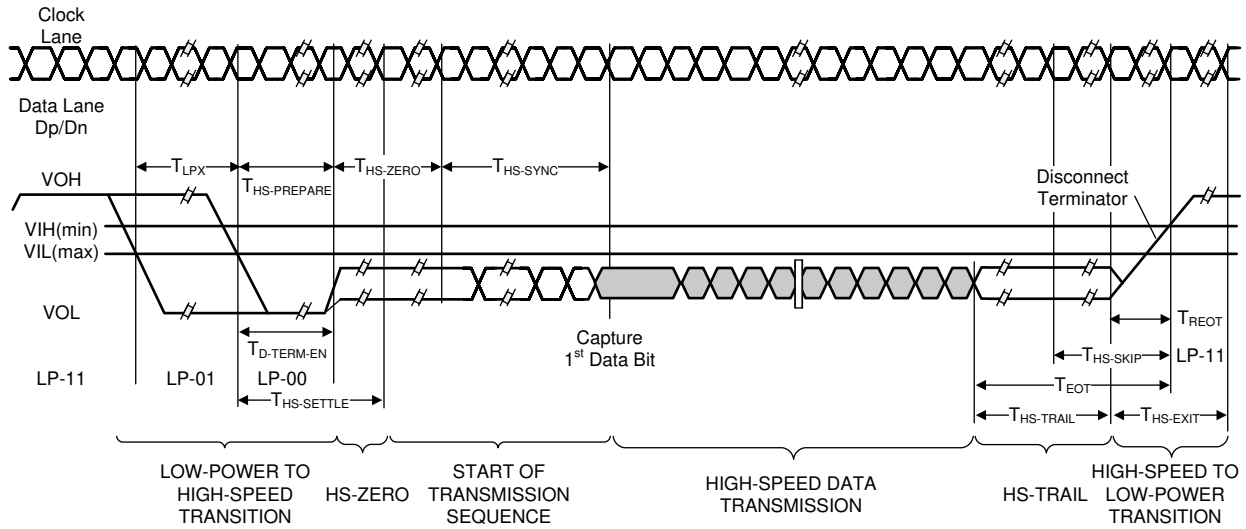 Clock
Lane
Data Lane
Dp/Dn
TLPX
THS-PREPARE
THS-ZERO
THS-SYNC
VOH
Disconnect
Terminator
VIH(min)
VIL(max)
VOL
Capture
1st Data Bit
TD-TERM-EN
TREOT
LP-11
LP-01
LP-00
THS-SKIP
LP-11
THS-SETTLE
TEOT
THS-TRAIL
THS-EXIT
LOW-POWER TO
HIGH-SPEED
TRANSITION
HS-ZERO
START OF
TRANSMISSION
SEQUENCE
HIGH-SPEED DATA
TRANSMISSION
HS-TRAIL
HIGH-SPEED TO
LOW-POWER
TRANSITION